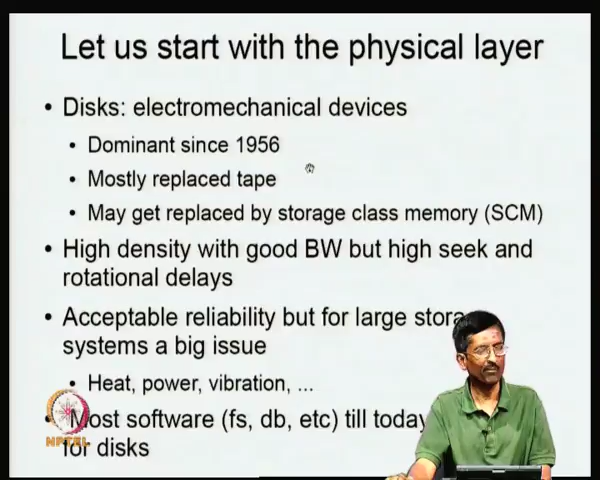 Let us start with the physical layer
• Disks: electromechanical devices
• Dominant since 1956
• Mostly replaced tape
• May get replaced by storage class memory (SCM)
• High density with good BW but high seek and
rotational delays
• Acceptable reliability but for large stora
systems a big issue
• Heat, power, vibration, ...
• Most software (fs, db, etc) till today
for disks
NPTEL